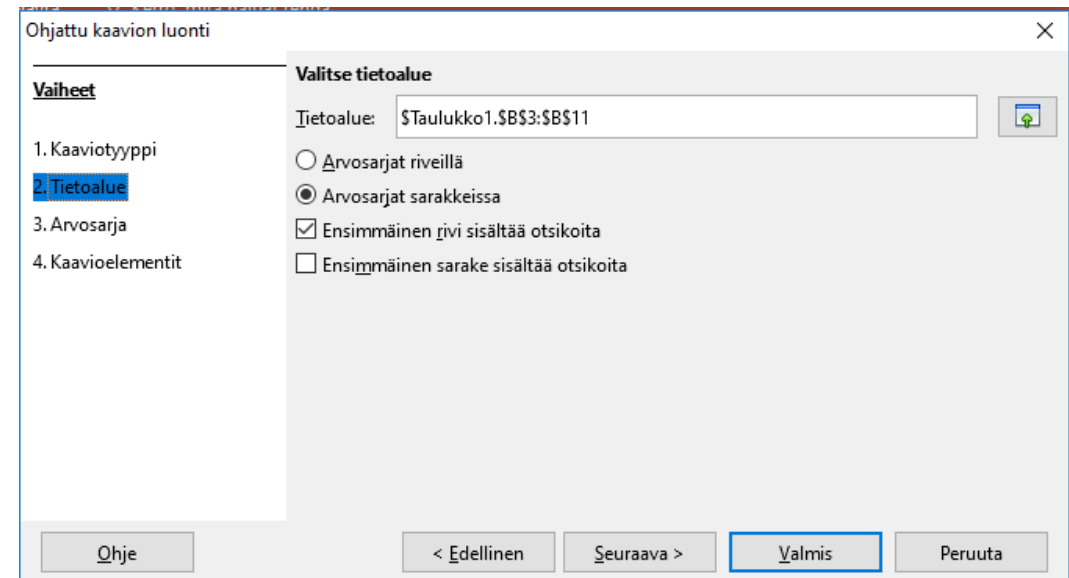 Ohjattu kaavion luonti
Vaiheet
1. Kaaviotyyppi
2. Tietoalue
3. Arvosarja
4. Kaavioelementit
Valitse tietoalue
Tietoalue: $Taulukko1.$B$3:$B$11
Arvosarjat riveillä
Arvosarjat sarakkeissa
Ensimmäinen rivi sisältää otsikoita
Ensimmäinen sarake sisältää otsikoita
Ohje
< Edellinen
Seuraava >
Valmis
Peruuta